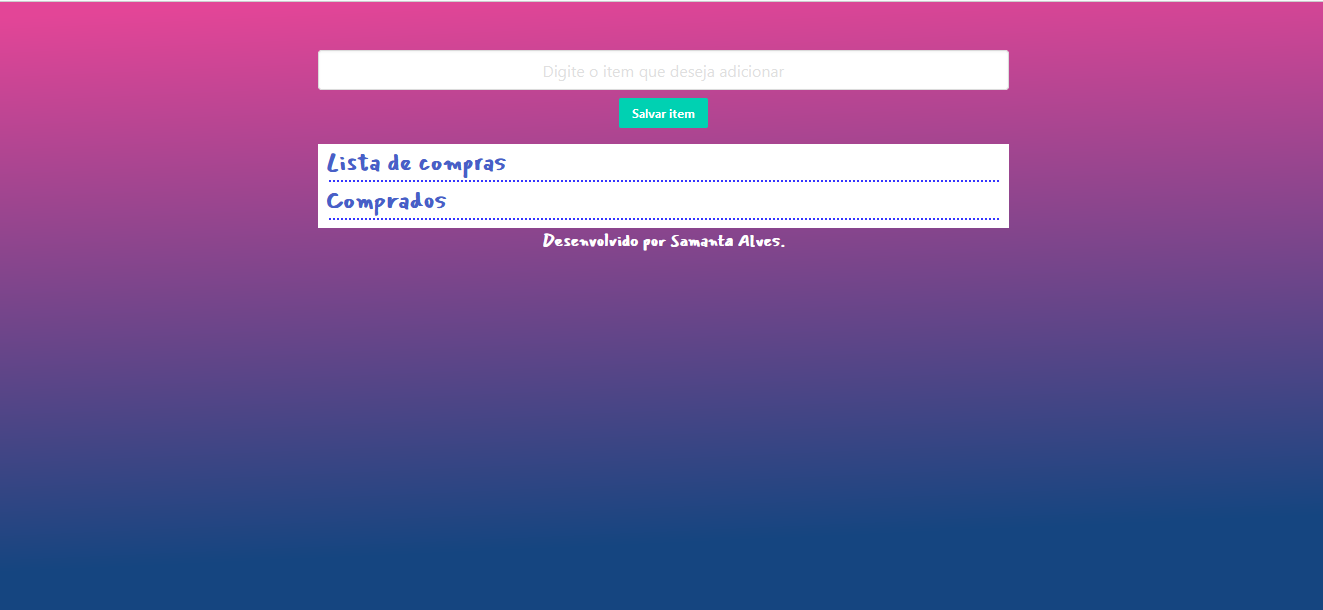 Digite o item que deseja adicionar
Salvar item
Lista de compras
Comprados
Desenvolvido por Samanta Alves.